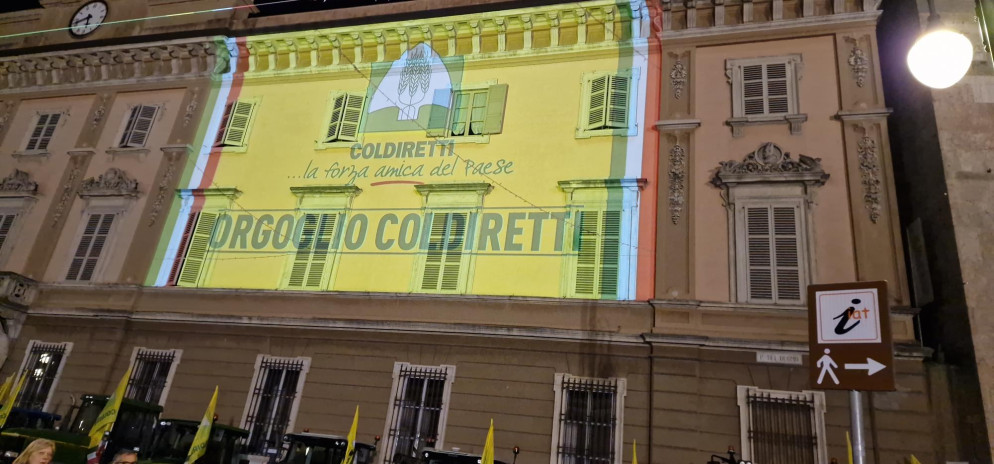 COLDIRETTI
...la forza amica del Paese
ORGOGLIO COLDIRETTI
iat